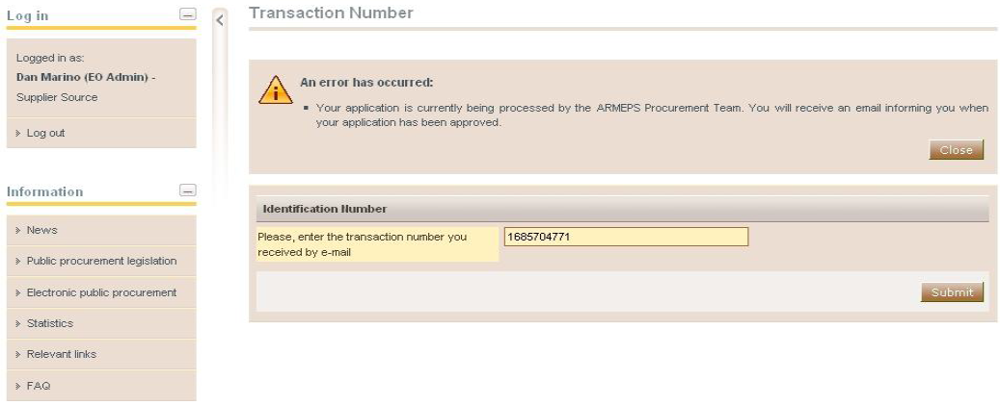 Log in
Logged in as:
Dan Marino (EO Admin) -
Supplier Source
Log out
Information
News
Public procurement legislation
Electronic public procurement
Statistics
Relevant links
FAQ
Transaction Number
An error has occurred:
Your application is currently being processed by the ARMEPS Procurement Team. You will receive an email informing you when
your application has been approved.
Close
Identification Number
Please, enter the transaction number you
received by e-mail
1685704771
Submit